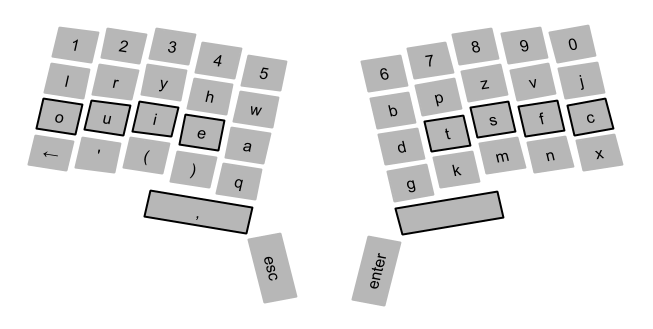 1 2 3 4 5 6 7 8 9 0
l r y h w b p z v j
o u i e a d t s f c
← ' ( ) q g k m n x
,
esc enter